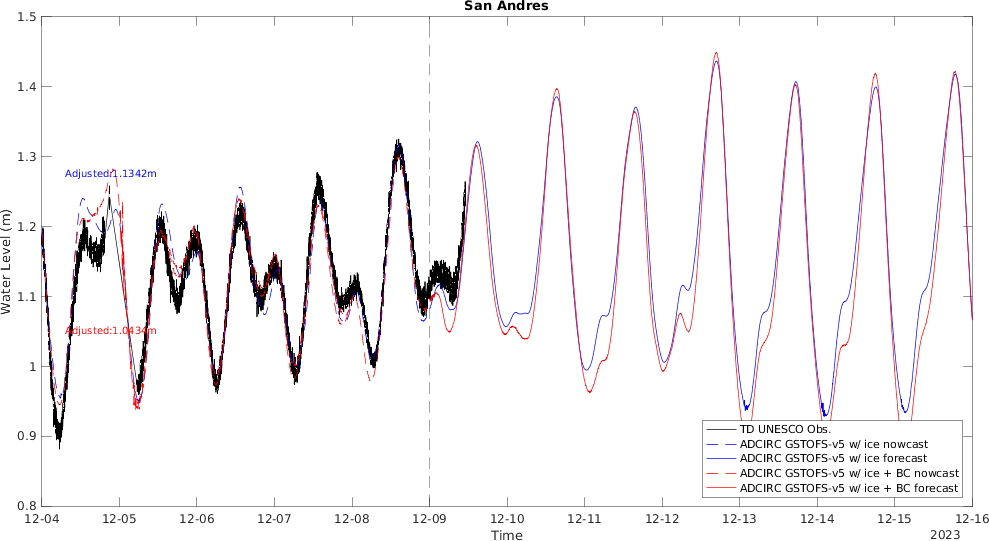 San Andres
Water Level (m)
1.5
1.4
1.3
1.2
1.1
1
0.9
0.8
Adjusted:1.1342m
Adjusted:1.0434m
TD UNESCO Obs.
ADCIRC GSTOFS-v5 w/ ice nowcast
ADCIRC GSTOFS-v5 w/ ice forecast
ADCIRC GSTOFS-v5 w/ ice + BC nowcast
ADCIRC GSTOFS-v5 w/ ice + BC forecast
12-04 12-05 12-06 12-07 12-08 12-09 12-10 12-11 12-12 12-13 12-14 12-15 12-16
Time
2023